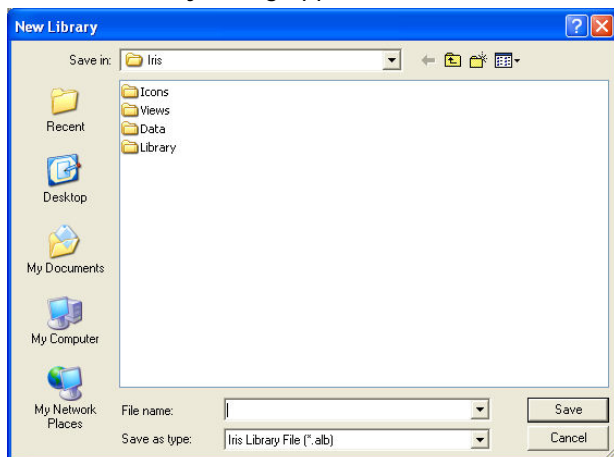 New Library
Save in: Iris
Icons
Views
Data
Library
Recent
Desktop
My Documents
My Computer
My Network
Places
File name:
Save
Save as type: Iris Library File (*.alb)
Cancel